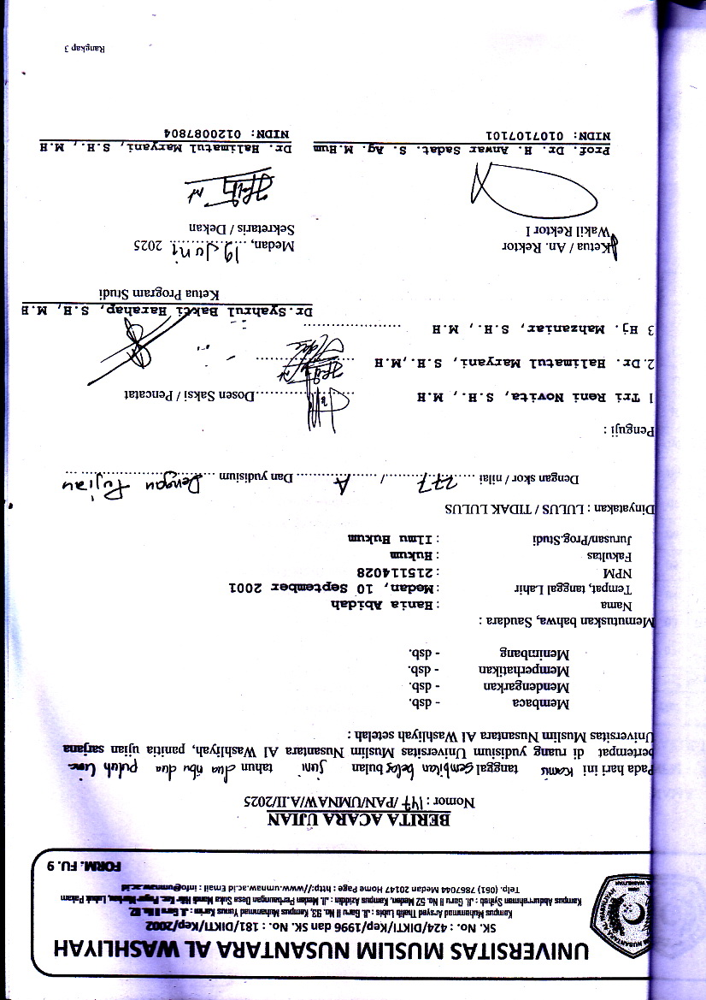 UNIVERSITAS MUSLIM NUSANTARA AL WASHLIYAH
SK. No. : 424/DIKTI/Kep/1996 dan SK. No. : 181/DIKTI/Kep/2002
Kampus Muhammad Arsyad Thalib Lubis : Jl. Garu II No. 93, Kampus Muhammad Yunus Karim : Jl. Garu II No. 02,
Kampus Abdurrahman Syihab : Jl. Garu II No. 52 Medan, Kampus Aziddin : Jl. Medan Perbaungan Desa Suka Mandi Hilir Kec. Pagar Merbau, Lubuk Pakam
Telp. (061) 7867044 Medan 20147 Home Page : http://www.umnaw.ac.id Email : info@umnaw.ac.id
FORM. FU. 9
BERITA ACARA UJIAN
Nomor : 147 /PAN/UMNAW/A.II/2025
Pada hari ini Kamis tanggal Sembilan belas bulan Juni tahun dua ribu dua puluh lima
bertempat di ruang yudisium Universitas Muslim Nusantara Al Washliyah, panitia ujian sarjana
Universitas Muslim Nusantara Al Washliyah setelah :
Membaca - dsb.
Mendengarkan - dsb.
Memperhatikan - dsb.
Menimbang - dsb.
Memutuskan bahwa, Saudara :
Nama : Hania Abidah
Tempat, tanggal Lahir : Medan, 10 September 2001
NPM : 215114028
Fakultas : Hukum
Jurusan/Prog.Studi : Ilmu Hukum
Dinyatakan : LULUS / TIDAK LULUS
Dengan skor / nilai 277 / A Dan yudisium Dengan Pujian
Penguji :
1 Tri Reni Novita, S.H., M.H
Dosen Saksi / Pencatat
2. Dr. Halimatul Maryani, S.H.,M.H
3 Hj. Mahzaniar, S.H., M.H
Dr. Syahrul Bakti Harahap, S.H, M.H
Ketua Program Studi
Ketua / An. Rektor
Wakil Rektor I
Medan, 19 Juni 2025
Sekretaris / Dekan
Prof. Dr. H. Anwar Sadat. S. Ag. M.Hum
NIDN: 0107107101
Dr. Halimatul Maryani, S.H., M.H
NIDN: 0120087804
Rangkap 3